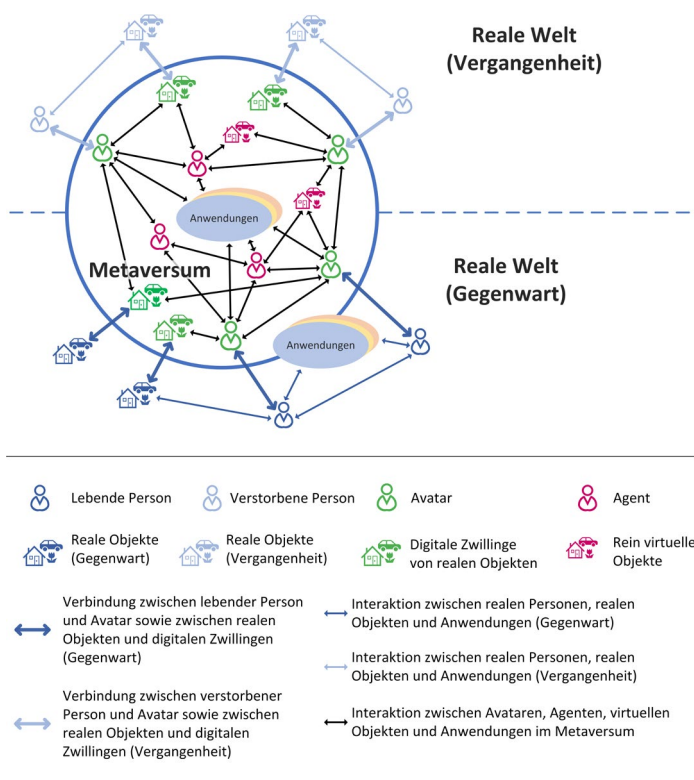 Reale Welt
(Vergangenheit)
Anwendungen
Metaversum
Reale Welt
(Gegenwart)
Anwendungen
Lebende Person
Verstorbene Person
Avatar
Agent
Reale Objekte
(Gegenwart)
Reale Objekte
(Vergangenheit)
Digitale Zwillinge
von realen Objekten
Rein virtuelle
Objekte
Verbindung zwischen lebender Person
und Avatar sowie zwischen realen
Objekten und digitalen Zwillingen
(Gegenwart)
Verbindung zwischen verstorbener
Person und Avatar sowie zwischen
realen Objekten und digitalen
Zwillingen (Vergangenheit)
Interaktion zwischen realen Personen, realen
Objekten und Anwendungen (Gegenwart)
Interaktion zwischen realen Personen, realen
Objekten und Anwendungen (Vergangenheit)
Interaktion zwischen Avataren, Agenten, virtuellen
Objekten und Anwendungen im Metaversum